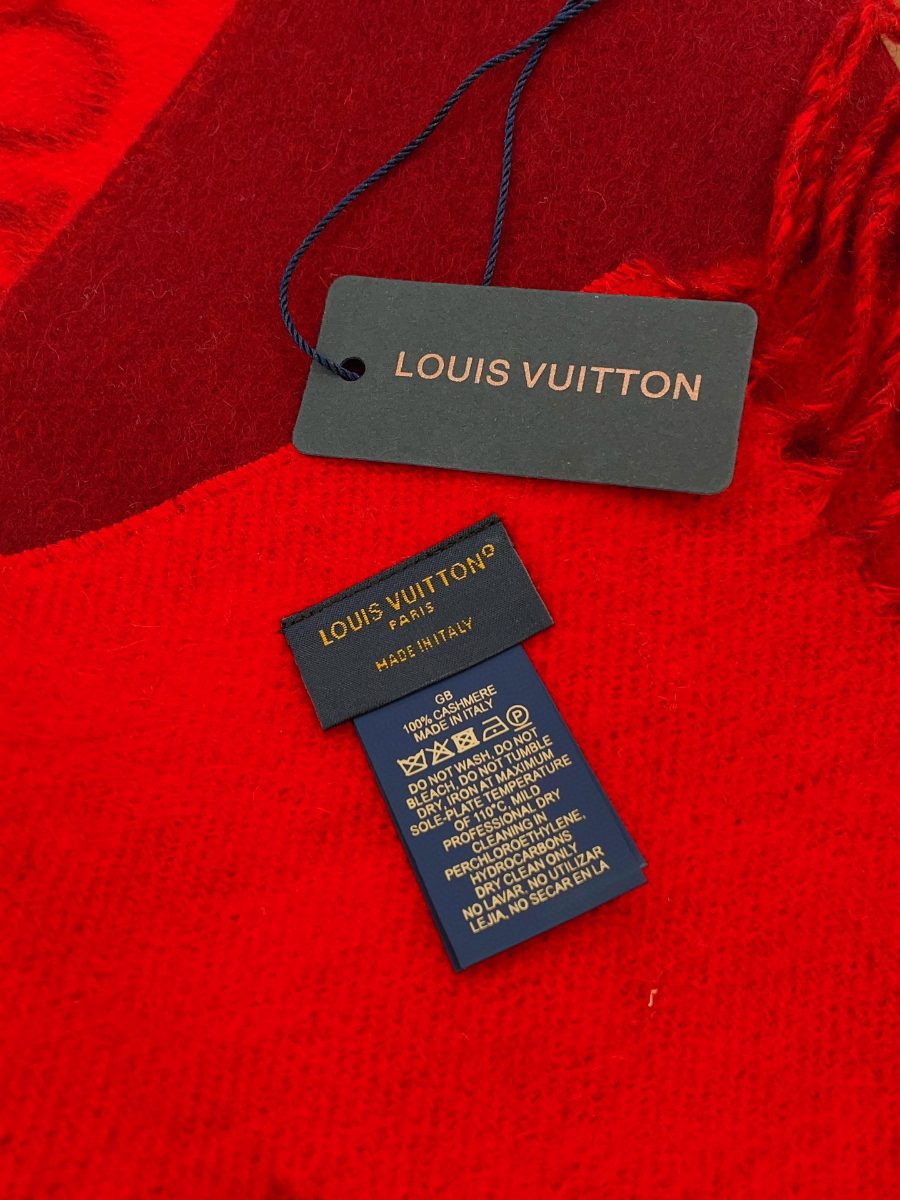 LOUIS VUITTON
LOUIS VUITTON®
PARIS
MADE IN ITALY
GB
100% CASHMERE
MADE IN ITALY
DO NOT WASH, DO NOT
BLEACH, DO NOT TUMBLE
DRY, IRON AT MAXIMUM
SOLE-PLATE TEMPERATURE
OF 110°C, MILD
PROFESSIONAL DRY
CLEANING IN
PERCHLOROETHYLENE,
HYDROCARBONS
DRY CLEAN ONLY
NO LAVAR, NO UTILIZAR
LEJIA, NO SECAR EN LA